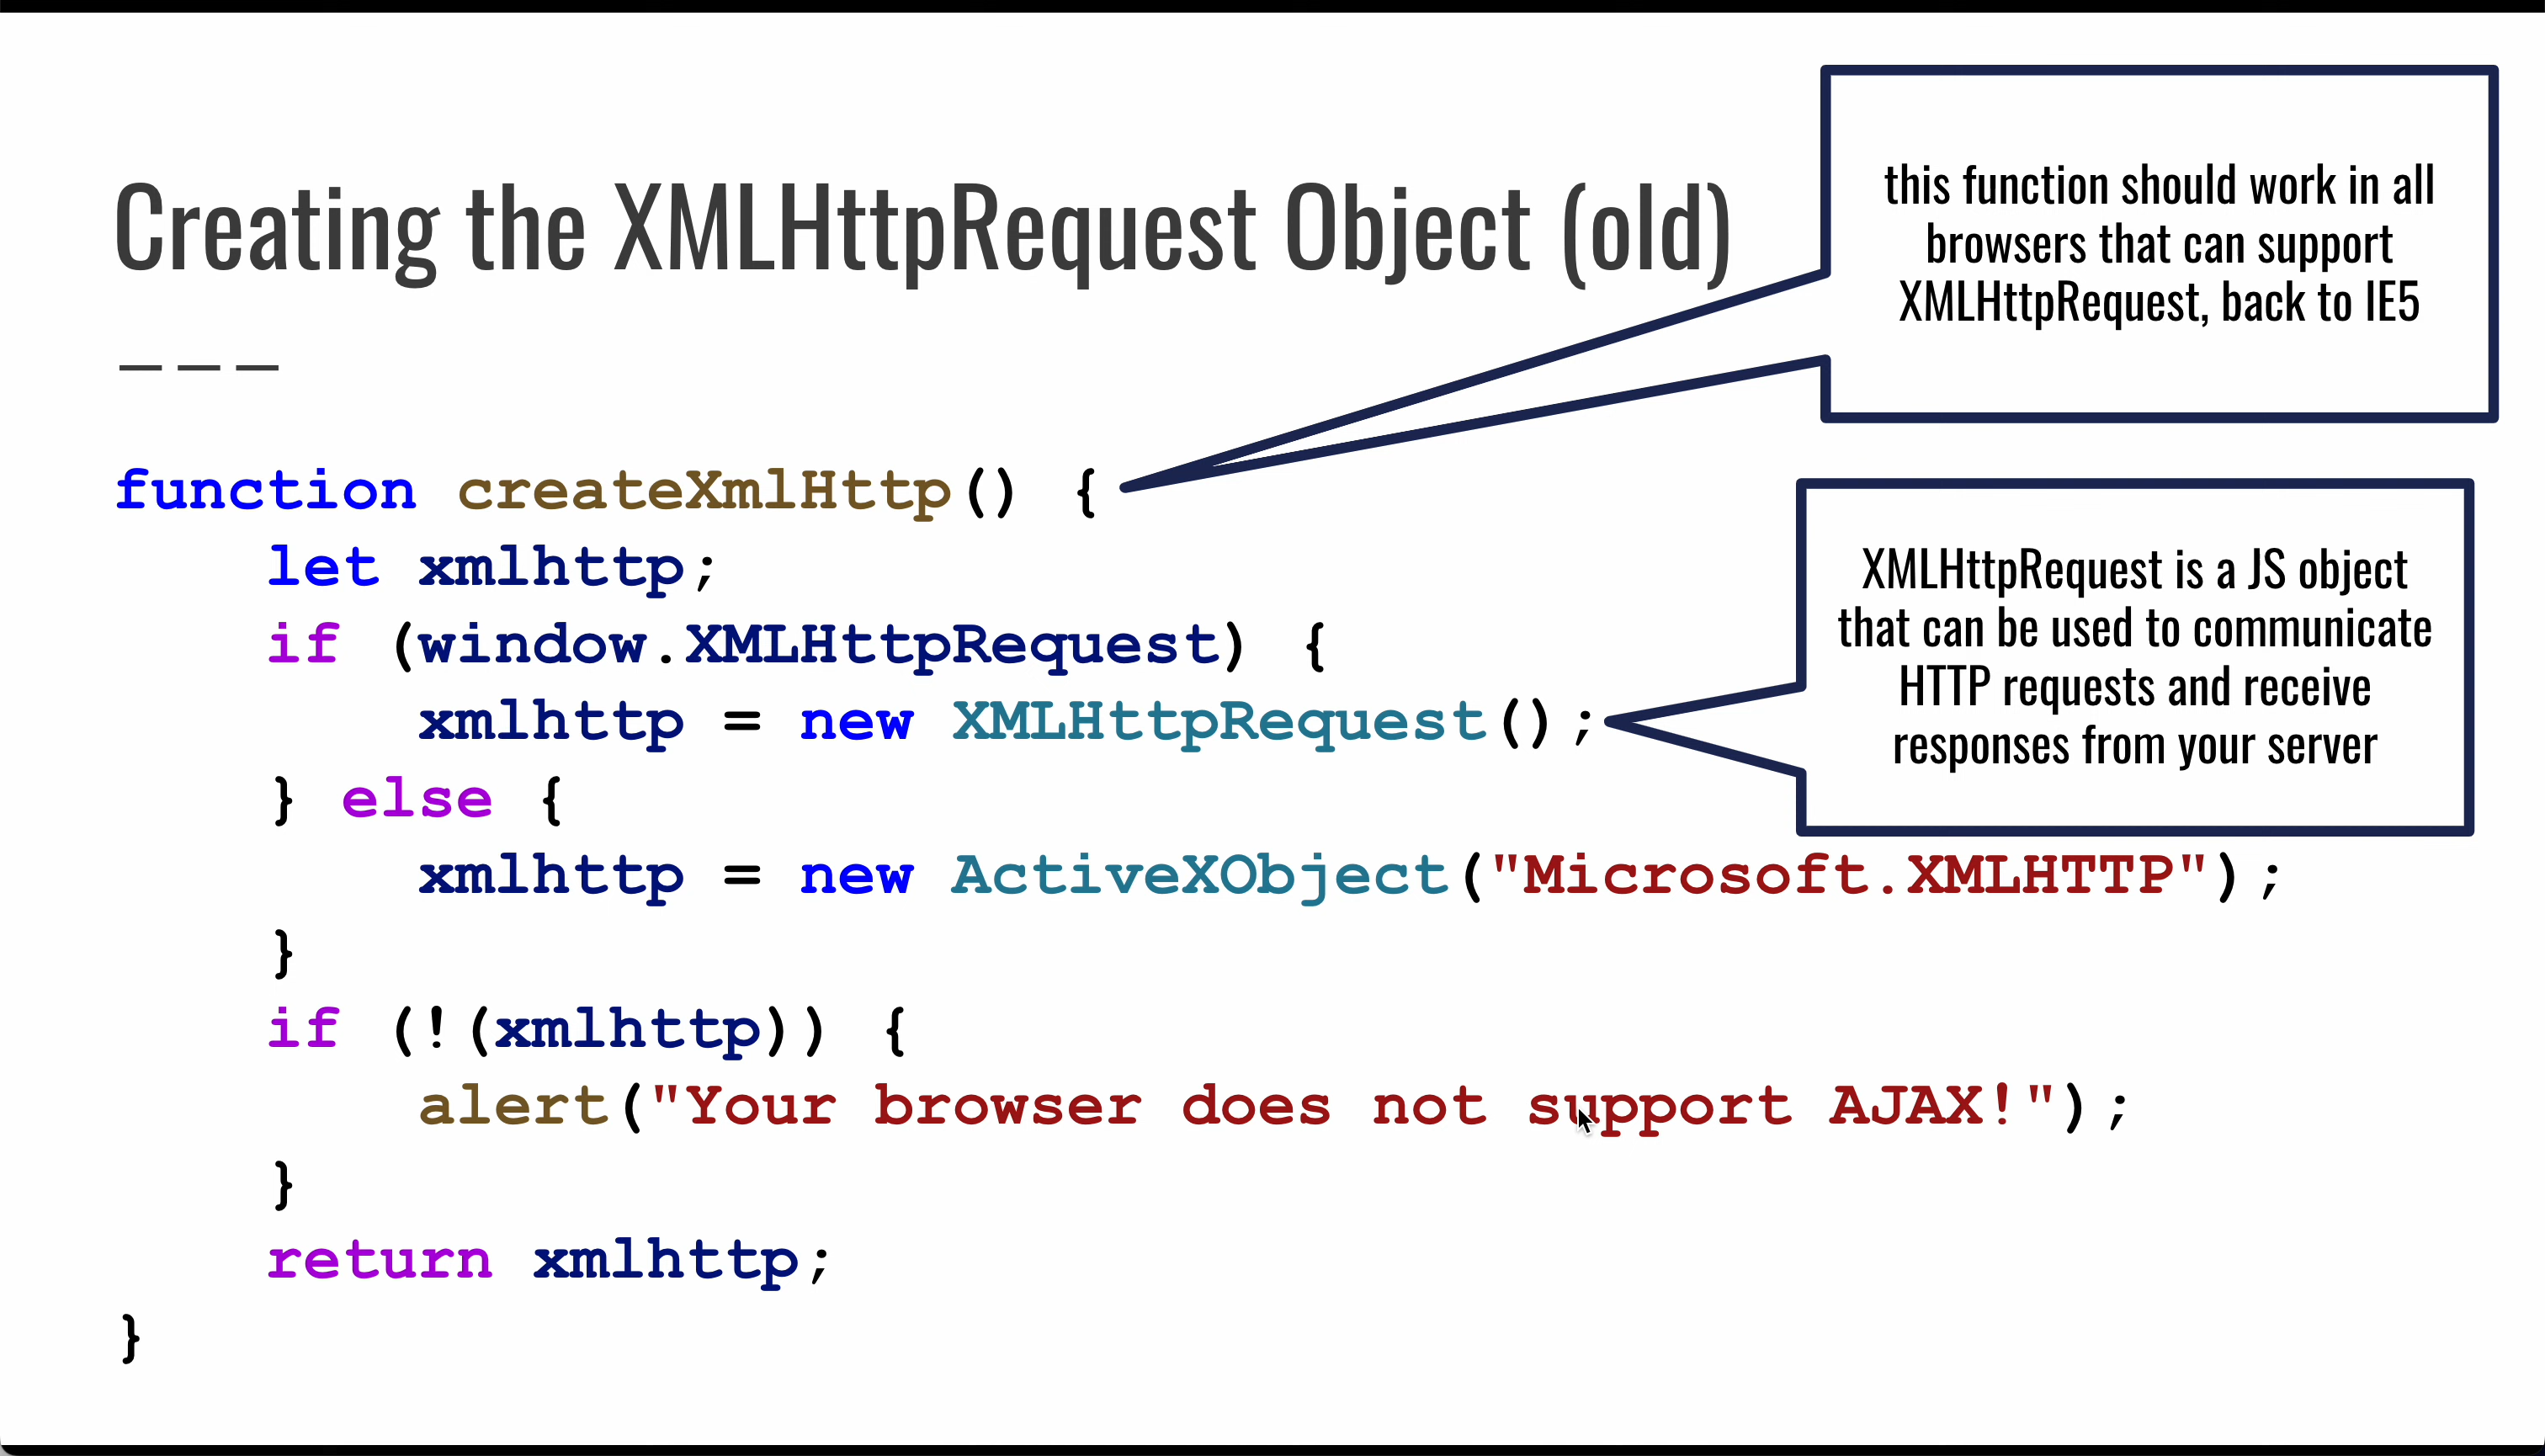 Creating the XMLHttpRequest Object (old)
this function should work in all
browsers that can support
XMLHttpRequest, back to IE5
function createXmlHttp() {
    let xmlhttp;
    if (window.XMLHttpRequest) {
        xmlhttp = new XMLHttpRequest();
XMLHttpRequest is a JS object
that can be used to communicate
HTTP requests and receive
responses from your server
    } else {
        xmlhttp = new ActiveXObject("Microsoft.XMLHTTP");
    }
    if (!(xmlhttp)) {
        alert("Your browser does not support AJAX!");
    }
    return xmlhttp;
}